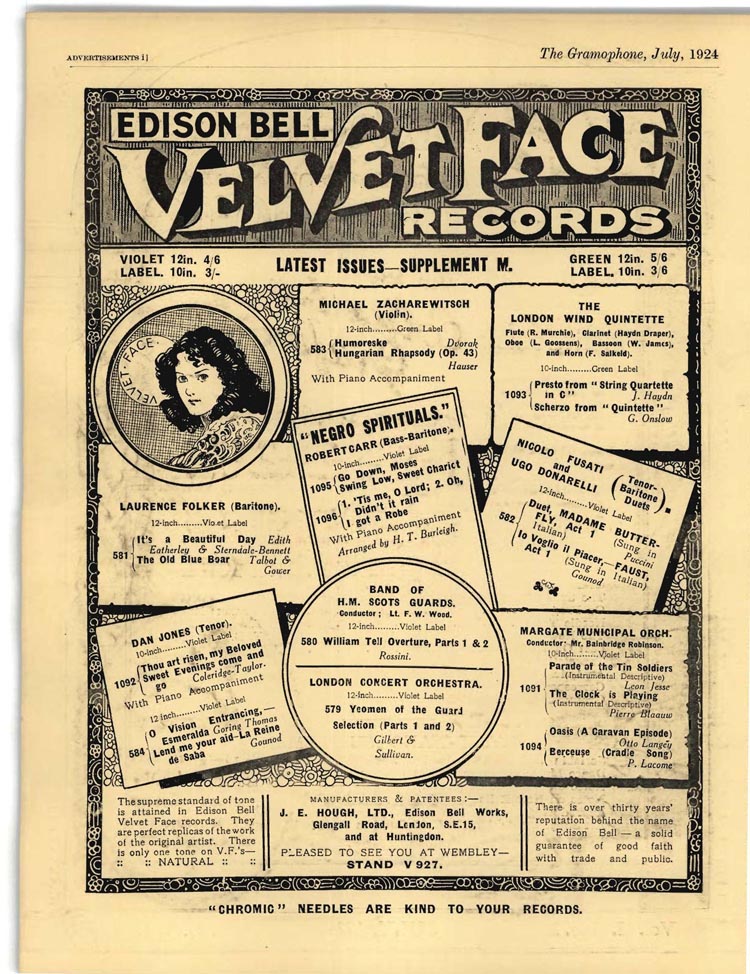 ADVERTISEMENTS ii
The Gramophone, July, 1924
EDISON BELL
VELVET FACE
RECORDS
VIOLET 12in. 4/6
LABEL. 10in. 3/-
LATEST ISSUES—SUPPLEMENT M.
GREEN 12in. 5/6
LABEL. 10in. 3/6
VELVET·FACE·
MICHAEL ZACHAREWITSCH
(Violin).
12-inch.........Green Label
583 { Humoreske Dvorak
Hungarian Rhapsody (Op. 43)
Hauser
With Piano Accompaniment
THE
LONDON WIND QUINTETTE
Flute (R. Murchie), Clarinet (Haydn Draper),
Oboe (L. Goossens), Bassoon (W. James),
and Horn (F. Salkeld).
10-inch.........Green Label
1093 { Presto from "String Quartette
in C" J. Haydn
Scherzo from "Quintette"
G. Onslow
"NEGRO SPIRITUALS."
ROBERT CARR (Bass-Baritone).
10-inch.........Violet Label
1095 { Go Down, Moses
Swing Low, Sweet Charict
1096 { 1. 'Tis me, O Lord; 2. Oh,
Didn't it rain
I got a Robe
With Piano Accompaniment
Arranged by H. T. Burleigh.
NICOLO FUSATI
and
UGO DONARELLI
(Tenor-
Baritone
Duets).
12-inch.........Violet Label
582 { Duet, MADAME BUTTER-
FLY, Act 1 (Sung in
Italian) Puccini
Io Voglio il Piacer,—FAUST,
Act 1 (Sung in Italian)
Gounod
LAURENCE FOLKER (Baritone).
12-inch.........Violet Label
581 { It's a Beautiful Day Edith
Eatherley & Sterndale-Bennett
The Old Blue Boar Talbot &
Gower
DAN JONES (Tenor).
10-inch.........Violet Label
1092 { Thou art risen, my Beloved
Sweet Evenings come and
go Coleridge-Taylor.
With Piano Accompaniment
12 inch.........Violet Label
584 { O Vision Entrancing,—
Esmeralda Goring Thomas
Lend me your aid—La Reine
de Saba Gounod
BAND OF
H.M. SCOTS GUARDS.
Conductor; Lt. F. W. Wood.
12-inch.........Violet Label
580 William Tell Overture, Parts 1 & 2
Rossini.
LONDON CONCERT ORCHESTRA.
12-inch.........Violet Label
579 Yeomen of the Guard
Selection (Parts 1 and 2)
Gilbert &
Sullivan.
MARGATE MUNICIPAL ORCH.
Conductor- Mr. Bainbridge Robinson.
10-inch.........Violet Label
1091 { Parade of the Tin Soldiers
(Instrumental Descriptive)
Leon Jesse
The Clock is Playing
(Instrumental Descriptive)
Pierre Blaauw
1094 { Oasis (A Caravan Episode)
Otto Langey
Berceuse (Cradle Song)
P. Lacome
The supreme standard of tone
is attained in Edison Bell
Velvet Face records. They
are perfect replicas of the work
of the original artist. There
is only one tone on V.F.'s—
:: :: NATURAL :: ::
MANUFACTURERS & PATENTEES:—
J. E. HOUGH, LTD., Edison Bell Works,
Glengall Road, London, S.E.15,
and at Huntingdon.
PLEASED TO SEE YOU AT WEMBLEY—
STAND V 927.
There is over thirty years'
reputation behind the name
of Edison Bell — a solid
guarantee of good faith
with trade and public.
"CHROMIC" NEEDLES ARE KIND TO YOUR RECORDS.